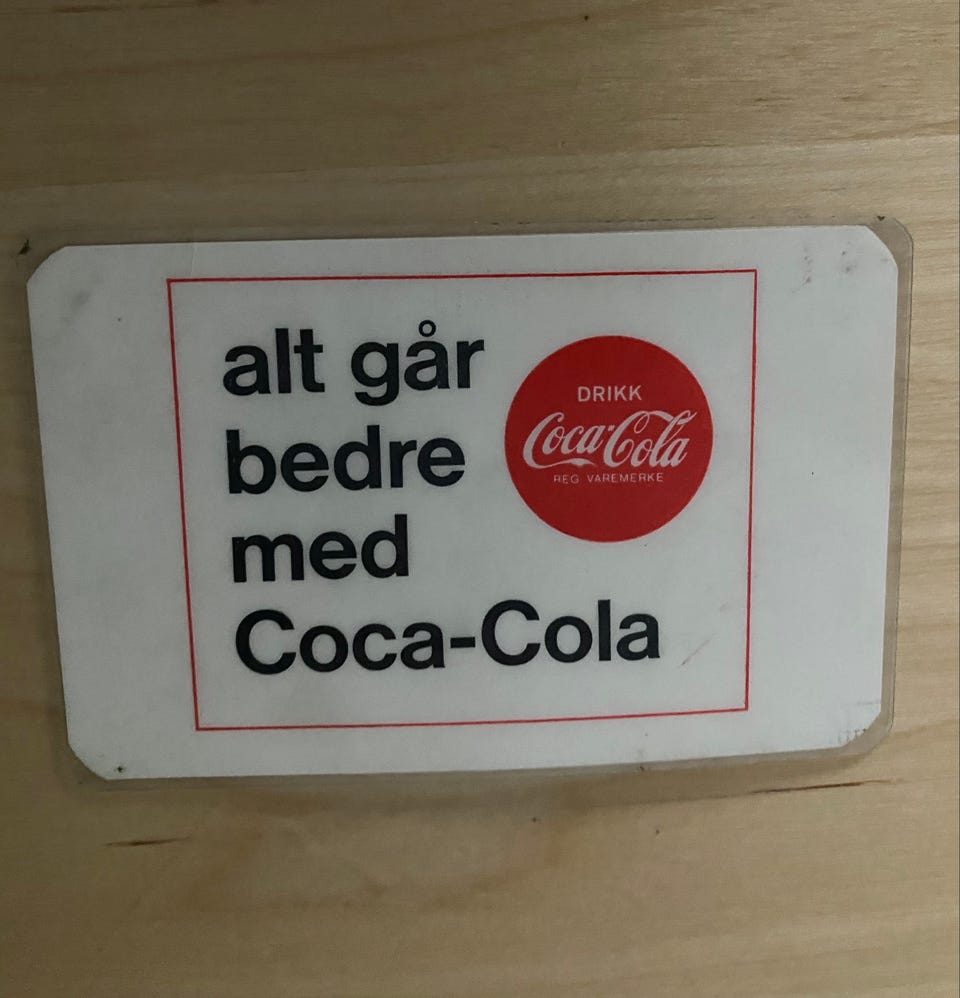 alt går
bedre
med
Coca-Cola
DRIKK
Coca-Cola
REG VAREMERKE